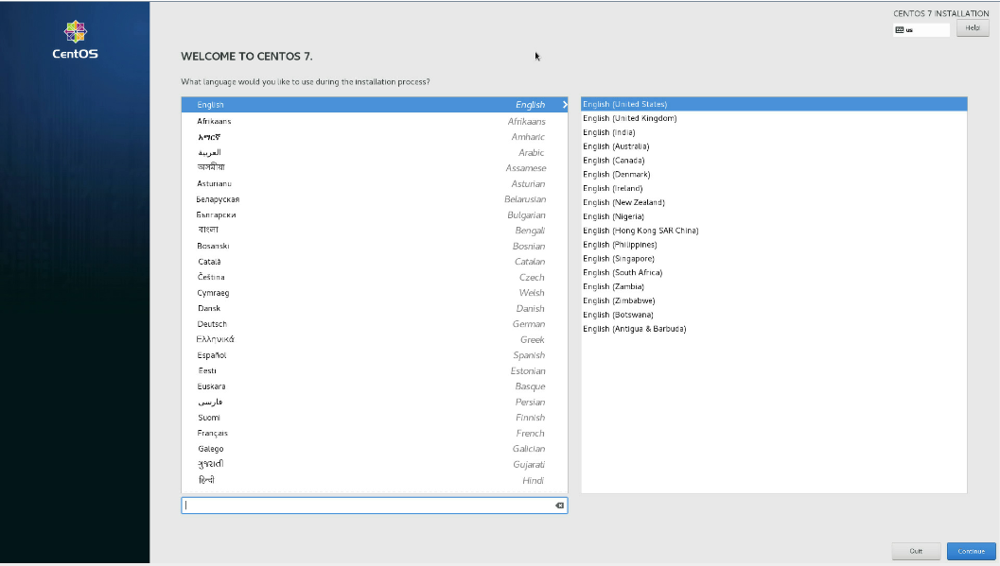 CentOS
CENTOS 7 INSTALLATION
us
Help!
WELCOME TO CENTOS 7.
What language would you like to use during the installation process?
English English
Afrikaans Afrikaans
አማርኛ Amharic
العربية Arabic
অসমীয়া Assamese
Asturianu Asturian
Беларуская Belarusian
Български Bulgarian
বাংলা Bengali
Bosanski Bosnian
Català Catalan
Čeština Czech
Cymraeg Welsh
Dansk Danish
Deutsch German
Ελληνικά Greek
Español Spanish
Eesti Estonian
Euskara Basque
فارسی Persian
Suomi Finnish
Français French
Galego Galician
ગુજરાતી Gujarati
हिन्दी Hindi
English (United States)
English (United Kingdom)
English (India)
English (Australia)
English (Canada)
English (Denmark)
English (Ireland)
English (New Zealand)
English (Nigeria)
English (Hong Kong SAR China)
English (Philippines)
English (Singapore)
English (South Africa)
English (Zambia)
English (Zimbabwe)
English (Botswana)
English (Antigua & Barbuda)
Quit
Continue